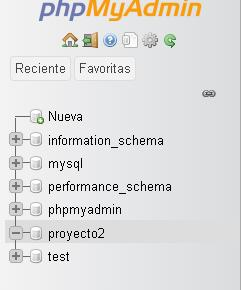 phpMyAdmin
Reciente Favoritas
Nueva
information_schema
mysql
performance_schema
phpmyadmin
proyecto2
test